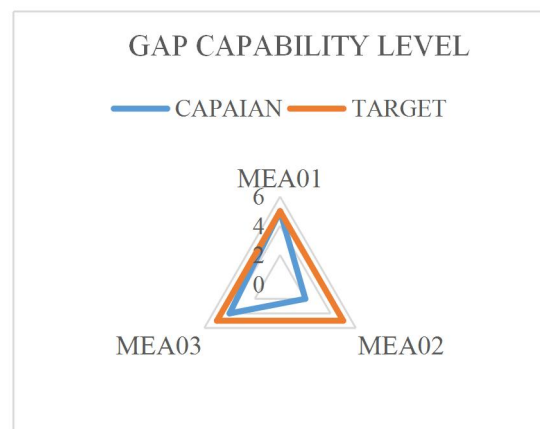 GAP CAPABILITY LEVEL
CAPAIAN TARGET
MEA01
6
4
2
0
MEA03 MEA02